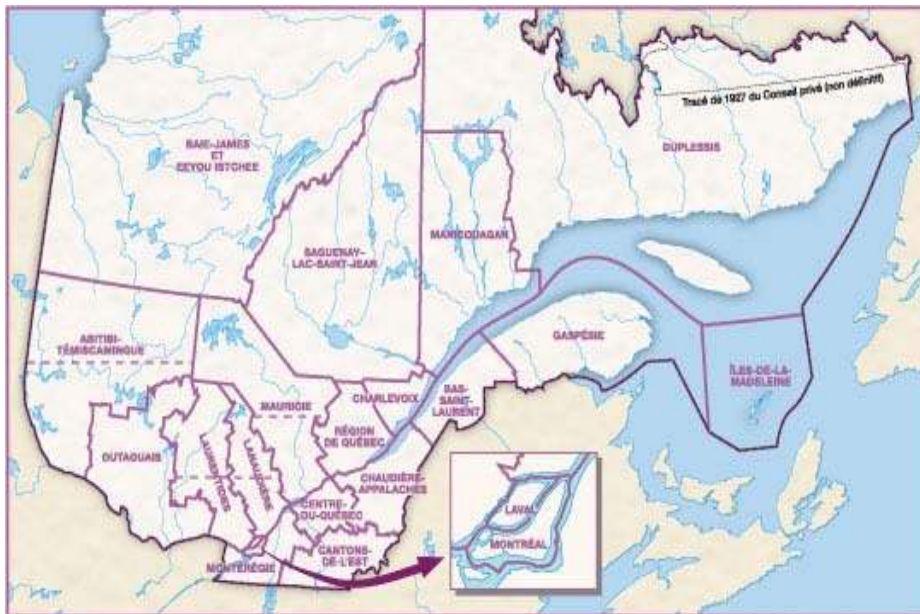 Tracé de 1927 du Conseil privé (non définitif)
BAIE-JAMES
ET
EEYOU ISTCHEE
DUPLESSIS
SAGUENAY–
LAC-SAINT-JEAN
MANICOUAGAN
ABITIBI-
TÉMISCAMINGUE
GASPÉSIE
ÎLES-DE-LA-
MADELEINE
MAURICIE
CHARLEVOIX
BAS-
SAINT-
LAURENT
OUTAOUAIS
LAURENTIDES
LANAUDIÈRE
RÉGION
DE QUÉBEC
CHAUDIÈRE-
APPALACHES
CENTRE-
DU-QUÉBEC
CANTONS-
DE-L'EST
MONTÉRÉGIE
LAVAL
MONTRÉAL